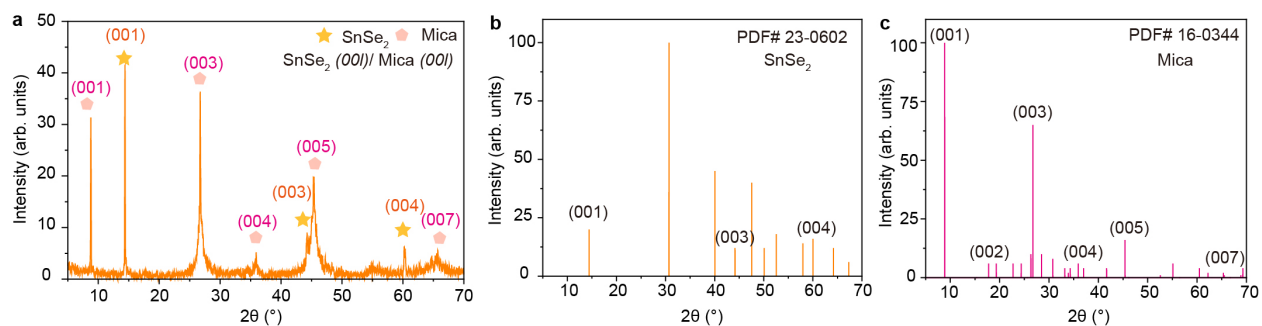 a
50
40
30
20
10
0
Intensity (arb. units)
(001)
(001)
(003)
(004)
(003)
(005)
(004)
(007)
SnSe2 Mica
SnSe2 (00l)/ Mica (00l)
10 20 30 40 50 60 70
2θ (°)
b
100
75
50
25
0
Intensity (arb. units)
PDF# 23-0602
SnSe2
(001)
(003)
(004)
10 20 30 40 50 60 70
2θ (°)
c
100
75
50
25
0
Intensity (arb. units)
(001)
PDF# 16-0344
Mica
(003)
(002)
(004)
(005)
(007)
10 20 30 40 50 60 70
2θ (°)